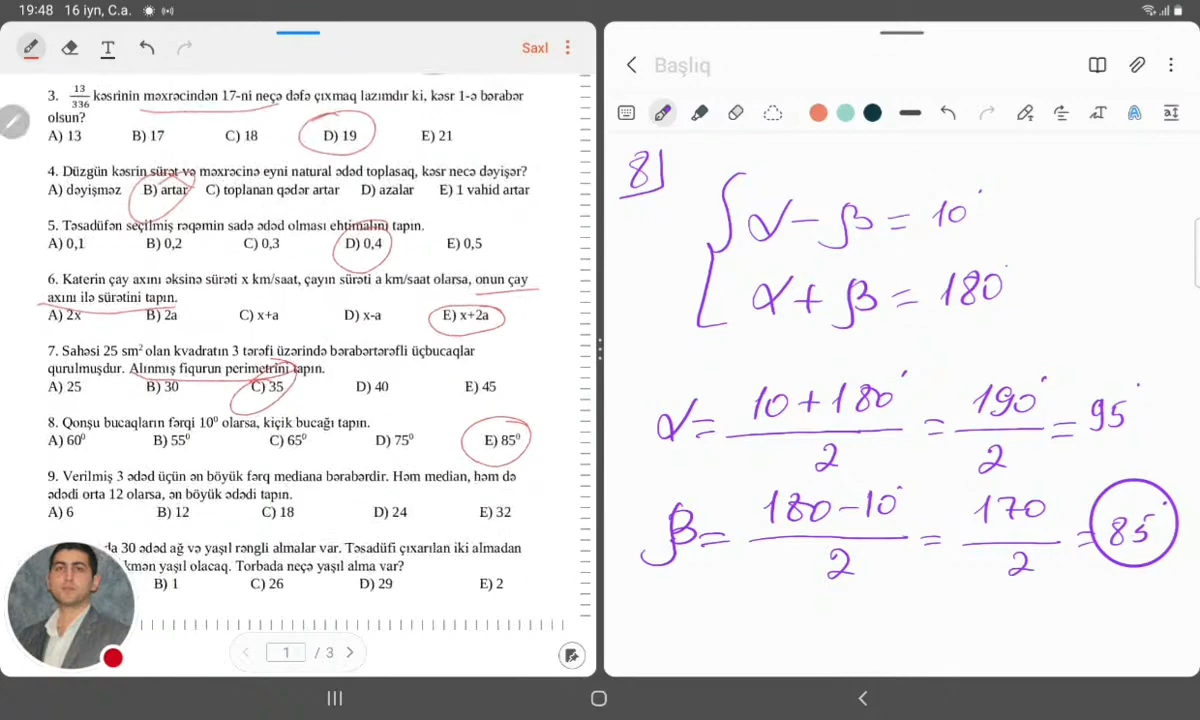 19:48 16 iyn, C.a.
Saxl
3. 13/336 kəsrinin məxrəcindən 17-ni neçə dəfə çıxmaq lazımdır ki, kəsr 1-ə bərabər
olsun?
A) 13 B) 17 C) 18 D) 19 E) 21
4. Düzgün kəsrin sürət və məxrəcinə eyni natural ədəd toplasaq, kəsr necə dəyişər?
A) dəyişməz B) artar C) toplanan qədər artar D) azalar E) 1 vahid artar
5. Təsadüfən seçilmiş rəqəmin sadə ədəd olması ehtimalını tapın.
A) 0,1 B) 0,2 C) 0,3 D) 0,4 E) 0,5
6. Katerin çay axını əksinə sürəti x km/saat, çayın sürəti a km/saat olarsa, onun çay
axını ilə sürətini tapın.
A) 2x B) 2a C) x+a D) x-a E) x+2a
7. Sahəsi 25 sm² olan kvadratın 3 tərəfi üzərində bərabərtərəfli üçbucaqlar
qurulmuşdur. Alınmış fiqurun perimetrini tapın.
A) 25 B) 30 C) 35 D) 40 E) 45
8. Qonşu bucaqların fərqi 10⁰ olarsa, kiçik bucağı tapın.
A) 60⁰ B) 55⁰ C) 65⁰ D) 75⁰ E) 85⁰
9. Verilmiş 3 ədəd üçün ən böyük fərq mediana bərabərdir. Həm median, həm də
ədədi orta 12 olarsa, ən böyük ədədi tapın.
A) 6 B) 12 C) 18 D) 24 E) 32
da 30 ədəd ağ və yaşıl rəngli almalar var. Təsadüfi çıxarılan iki almadan
kmən yaşıl olacaq. Torbada neçə yaşıl alma var?
B) 1 C) 26 D) 29 E) 2
1 / 3
Başlıq
8)
α - β = 10°
α + β = 180°
α = (10 + 180°)/2 = 190°/2 = 95°
β = (180 - 10°)/2 = 170°/2 = 85°